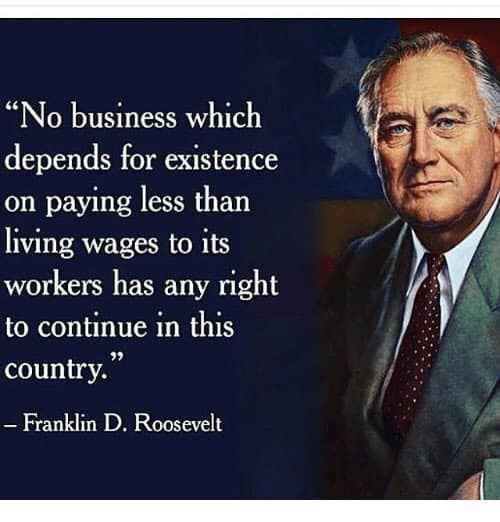 “No business which
depends for existence
on paying less than
living wages to its
workers has any right
to continue in this
country.”
– Franklin D. Roosevelt